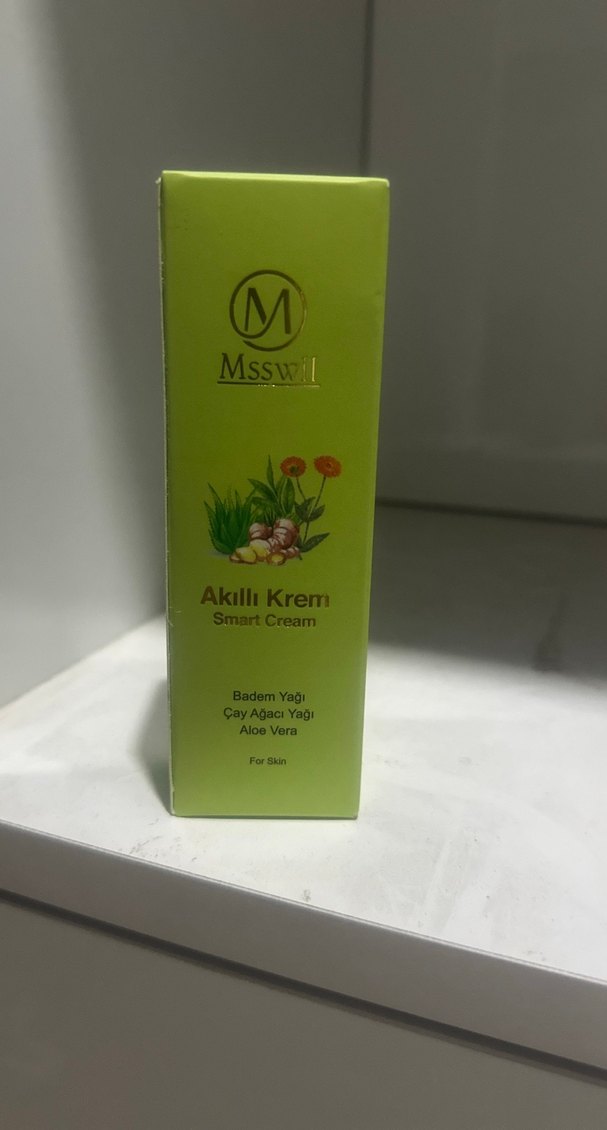 M
Msswil
Akıllı Krem
Smart Cream
Badem Yağı
Çay Ağacı Yağı
Aloe Vera
For Skin